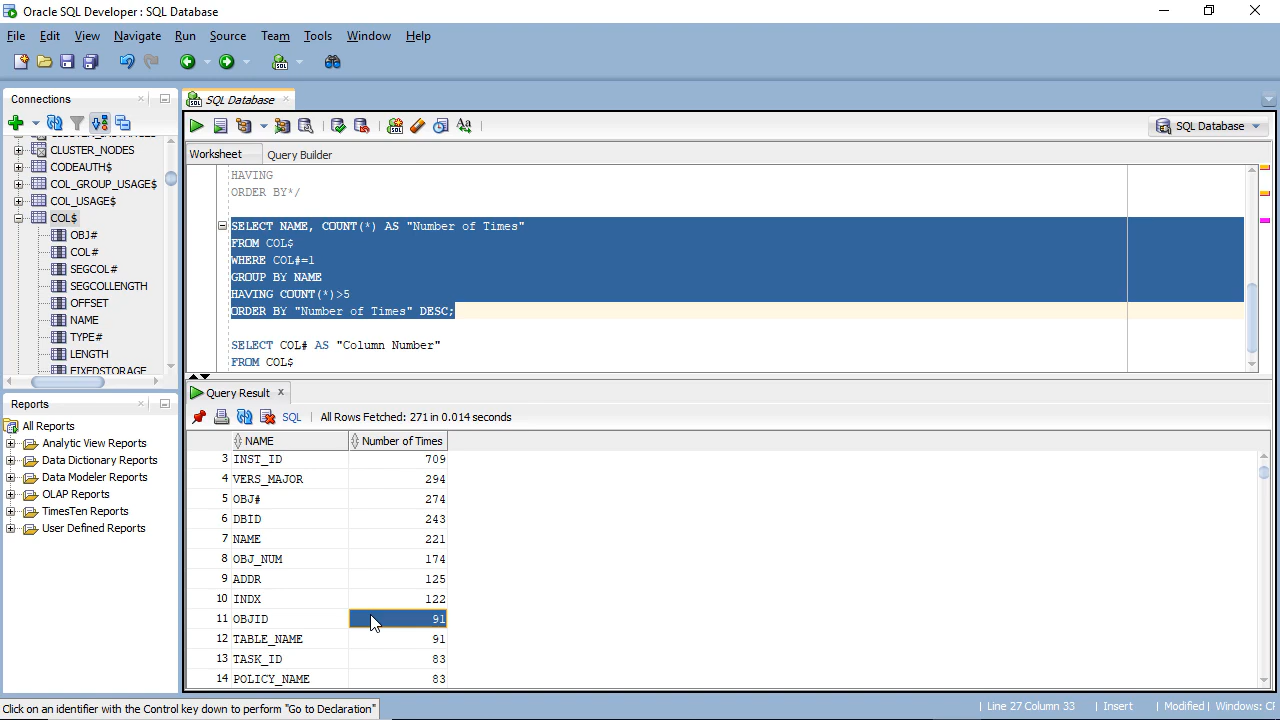 Oracle SQL Developer : SQL Database
File Edit View Navigate Run Source Team Tools Window Help
Connections
CLUSTER_NODES
CODEAUTH$
COL_GROUP_USAGE$
COL_USAGE$
COL$
OBJ#
COL#
SEGCOL#
SEGCOLLENGTH
OFFSET
NAME
TYPE#
LENGTH
FIXEDSTORAGE
Reports
All Reports
Analytic View Reports
Data Dictionary Reports
Data Modeler Reports
OLAP Reports
TimesTen Reports
User Defined Reports
SQL Database
SQL Database
Worksheet Query Builder
HAVING
ORDER BY*/
SELECT NAME, COUNT(*) AS "Number of Times"
FROM COL$
WHERE COL#=1
GROUP BY NAME
HAVING COUNT(*)>5
ORDER BY "Number of Times" DESC;
SELECT COL# AS "Column Number"
FROM COL$
Query Result
SQL All Rows Fetched: 271 in 0.014 seconds
NAME Number of Times
3 INST_ID 709
4 VERS_MAJOR 294
5 OBJ# 274
6 DBID 243
7 NAME 221
8 OBJ_NUM 174
9 ADDR 125
10 INDX 122
11 OBJID 91
12 TABLE_NAME 91
13 TASK_ID 83
14 POLICY_NAME 83
Click on an identifier with the Control key down to perform "Go to Declaration"
Line 27 Column 33 Insert Modified Windows: CF